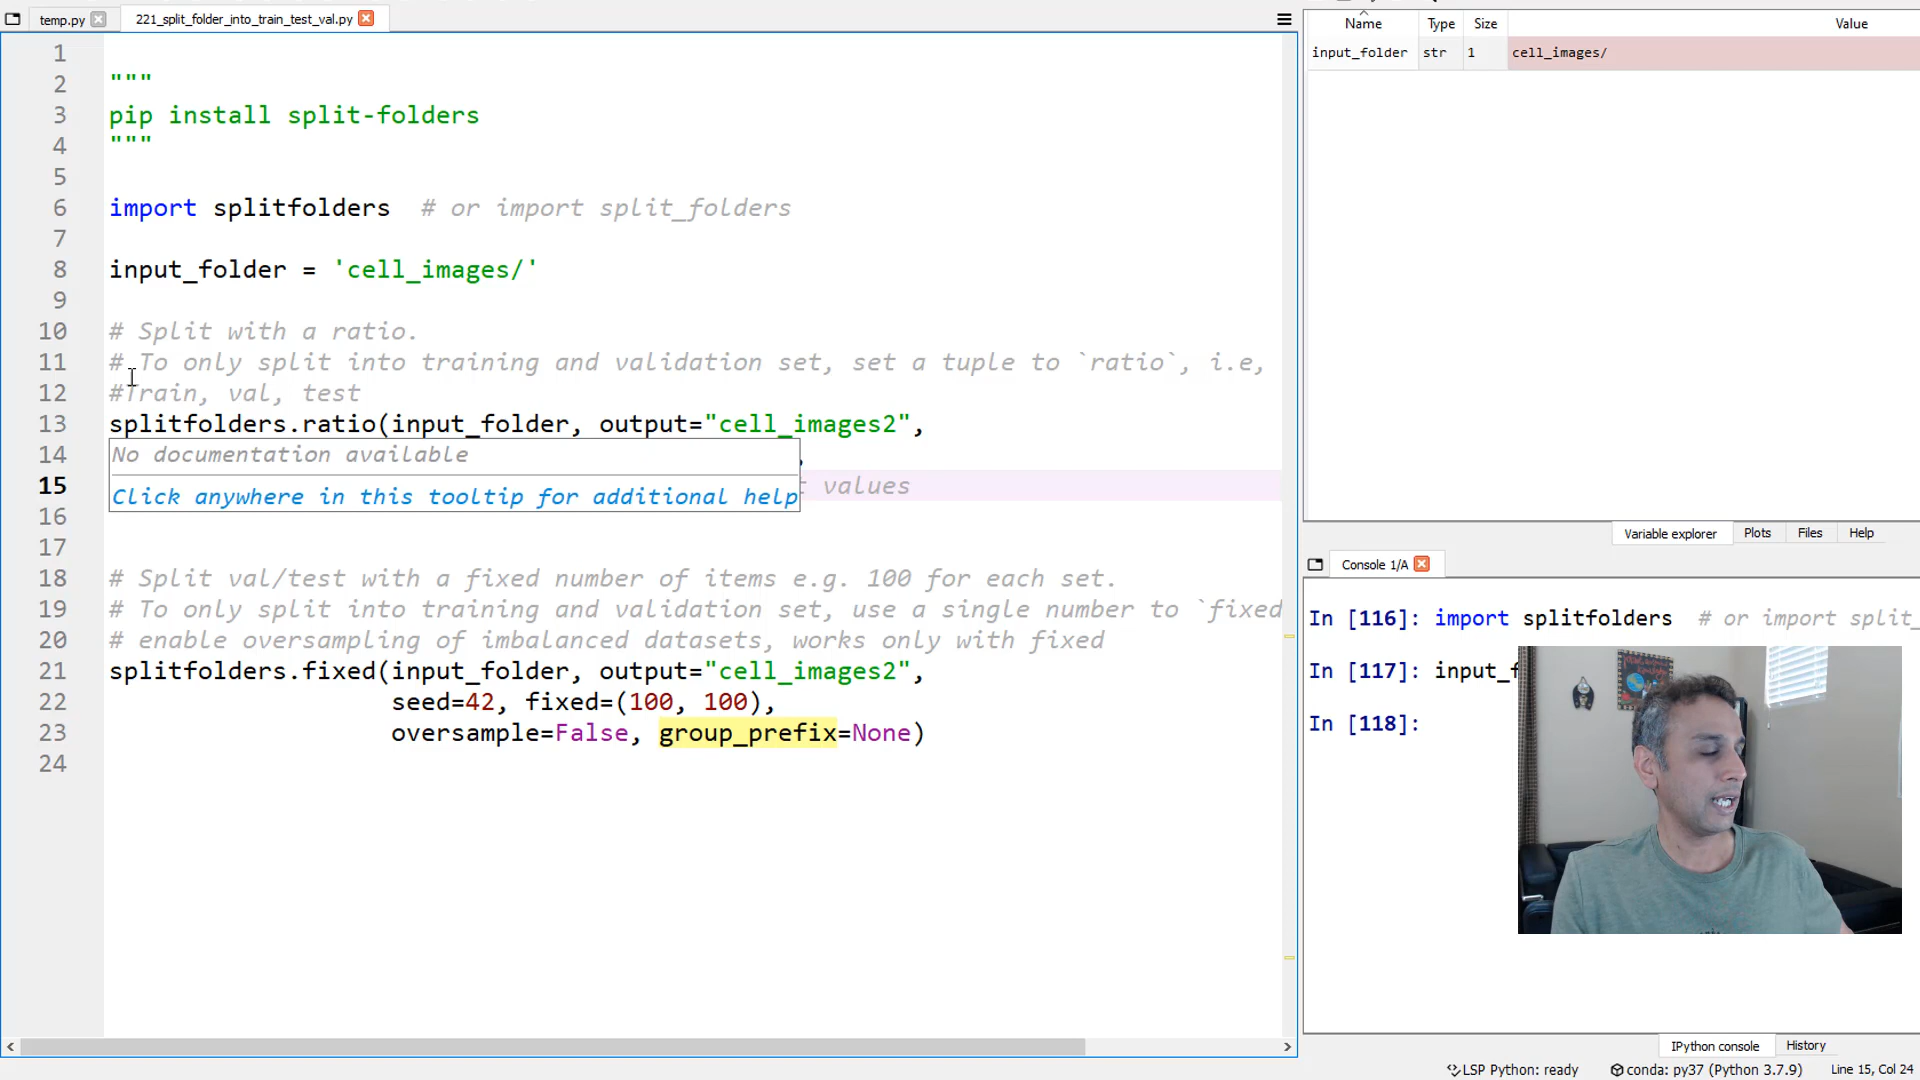 temp.py
221_split_folder_into_train_test_val.py
1
2 """
3 pip install split-folders
4 """
5
6 import splitfolders # or import split_folders
7
8 input_folder = 'cell_images/'
9
10 # Split with a ratio.
11 # To only split into training and validation set, set a tuple to `ratio`, i.e,
12 #Train, val, test
13 splitfolders.ratio(input_folder, output="cell_images2",
14 No documentation available ,
15 Click anywhere in this tooltip for additional help values
16
17
18 # Split val/test with a fixed number of items e.g. 100 for each set.
19 # To only split into training and validation set, use a single number to `fixed
20 # enable oversampling of imbalanced datasets, works only with fixed
21 splitfolders.fixed(input_folder, output="cell_images2",
22 seed=42, fixed=(100, 100),
23 oversample=False, group_prefix=None)
24
Name Type Size Value
input_folder str 1 cell_images/
Variable explorer Plots Files Help
Console 1/A
In [116]: import splitfolders # or import split_
In [117]: input_f
In [118]:
IPython console History
LSP Python: ready conda: py37 (Python 3.7.9) Line 15, Col 24